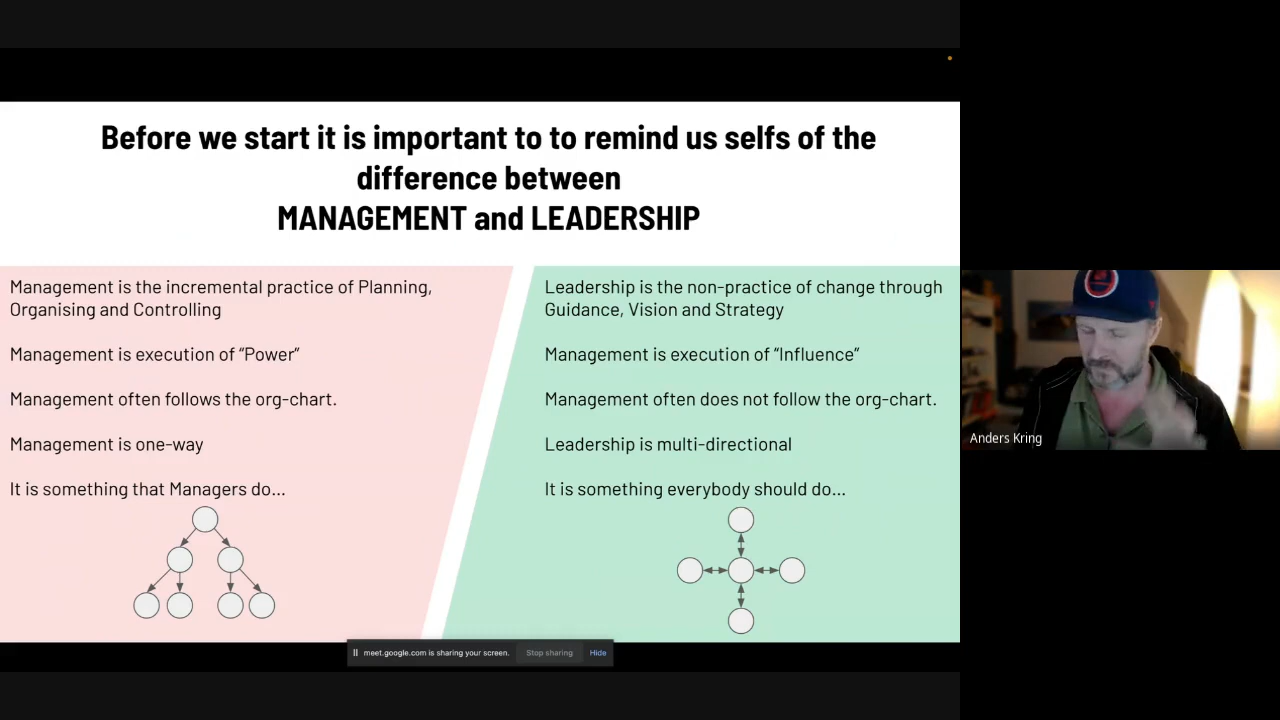 Before we start it is important to to remind us selfs of the
difference between
MANAGEMENT and LEADERSHIP
Management is the incremental practice of Planning,
Organising and Controlling
Management is execution of “Power”
Management often follows the org-chart.
Management is one-way
It is something that Managers do...
Leadership is the non-practice of change through
Guidance, Vision and Strategy
Management is execution of “Influence”
Management often does not follow the org-chart.
Leadership is multi-directional
It is something everybody should do...
Anders Kring
meet.google.com is sharing your screen. Stop sharing Hide